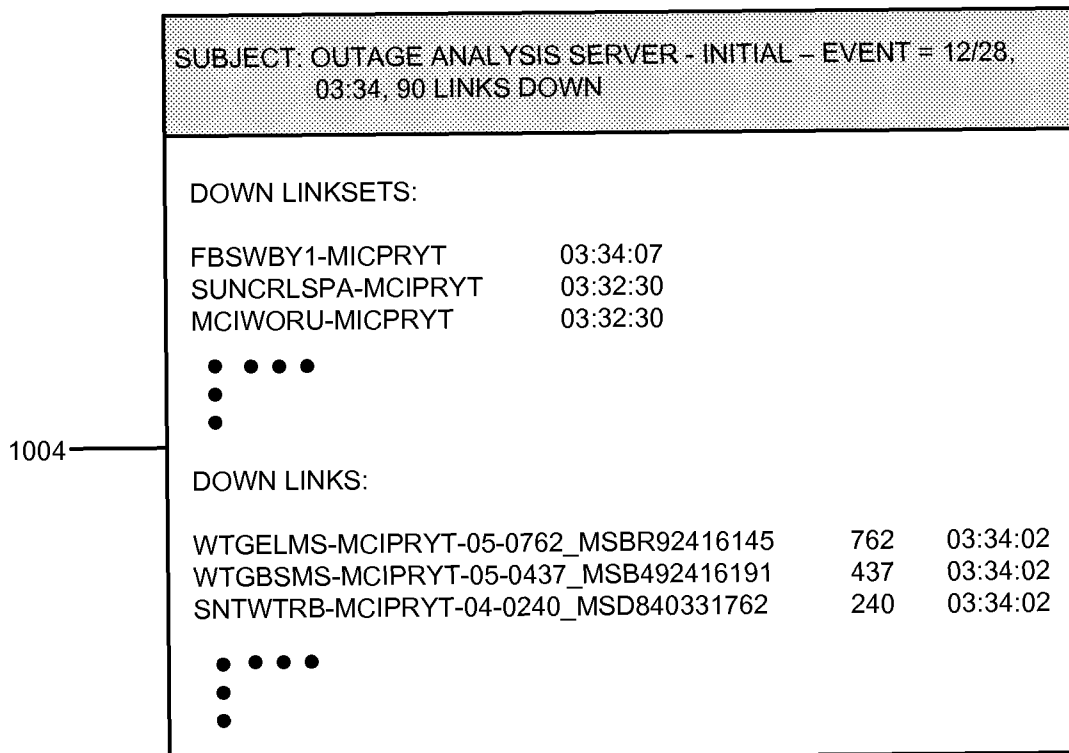 SUBJECT: OUTAGE ANALYSIS SERVER - INITIAL – EVENT = 12/28,
03:34, 90 LINKS DOWN
DOWN LINKSETS:
FBSWBY1-MICPRYT 03:34:07
SUNCRLSPA-MCIPRYT 03:32:30
MCIWORU-MICPRYT 03:32:30
1004
DOWN LINKS:
WTGELMS-MCIPRYT-05-0762_MSBR92416145 762 03:34:02
WTGBSMS-MCIPRYT-05-0437_MSB492416191 437 03:34:02
SNTWTRB-MCIPRYT-04-0240_MSD840331762 240 03:34:02